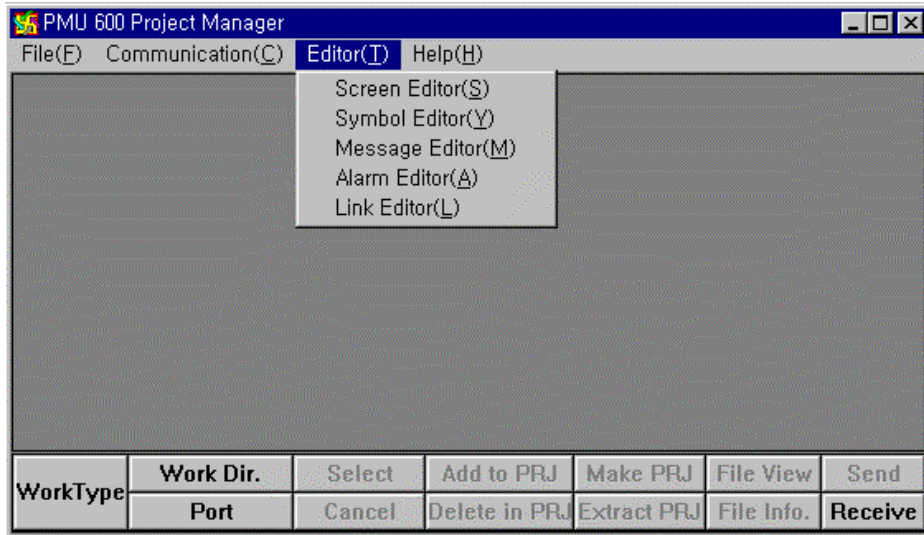 PMU 600 Project Manager
File(F) Communication(C) Editor(T) Help(H)
Screen Editor(S)
Symbol Editor(Y)
Message Editor(M)
Alarm Editor(A)
Link Editor(L)
WorkType
Work Dir. Select Add to PRJ Make PRJ File View Send
Port Cancel Delete in PRJ Extract PRJ File Info. Receive